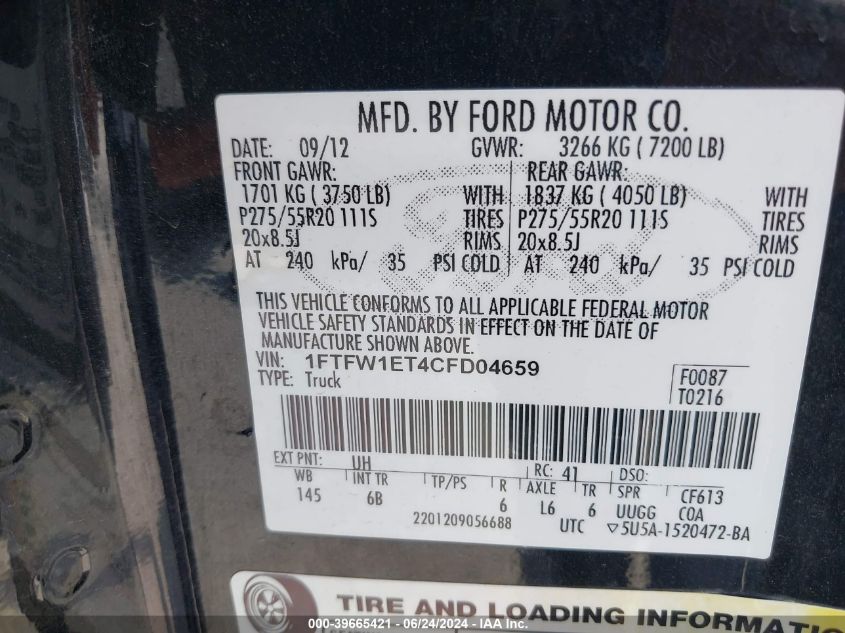 MFD. BY FORD MOTOR CO.
DATE: 09/12 GVWR: 3266 KG ( 7200 LB)
FRONT GAWR: REAR GAWR:
1701 KG ( 3750 LB) WITH 1837 KG ( 4050 LB) WITH
P275/55R20 111S TIRES P275/55R20 111S TIRES
20x8.5J RIMS 20x8.5J RIMS
AT 240 kPa/ 35 PSI COLD AT 240 kPa/ 35 PSI COLD
THIS VEHICLE CONFORMS TO ALL APPLICABLE FEDERAL MOTOR
VEHICLE SAFETY STANDARDS IN EFFECT ON THE DATE OF
MANUFACTURE SHOWN ABOVE.
VIN: 1FTFW1ET4CFD04659
TYPE: Truck
F0087
T0216
EXT PNT: UH RC: 41 DSO:
WB INT TR TP/PS R AXLE TR SPR CF613
145 6B 6 L6 6 UUGG COA
2201209056688 UTC ▽5U5A-1520472-BA
TIRE AND LOADING INFORMATIO
000-39665421 - 06/24/2024 - IAA Inc.